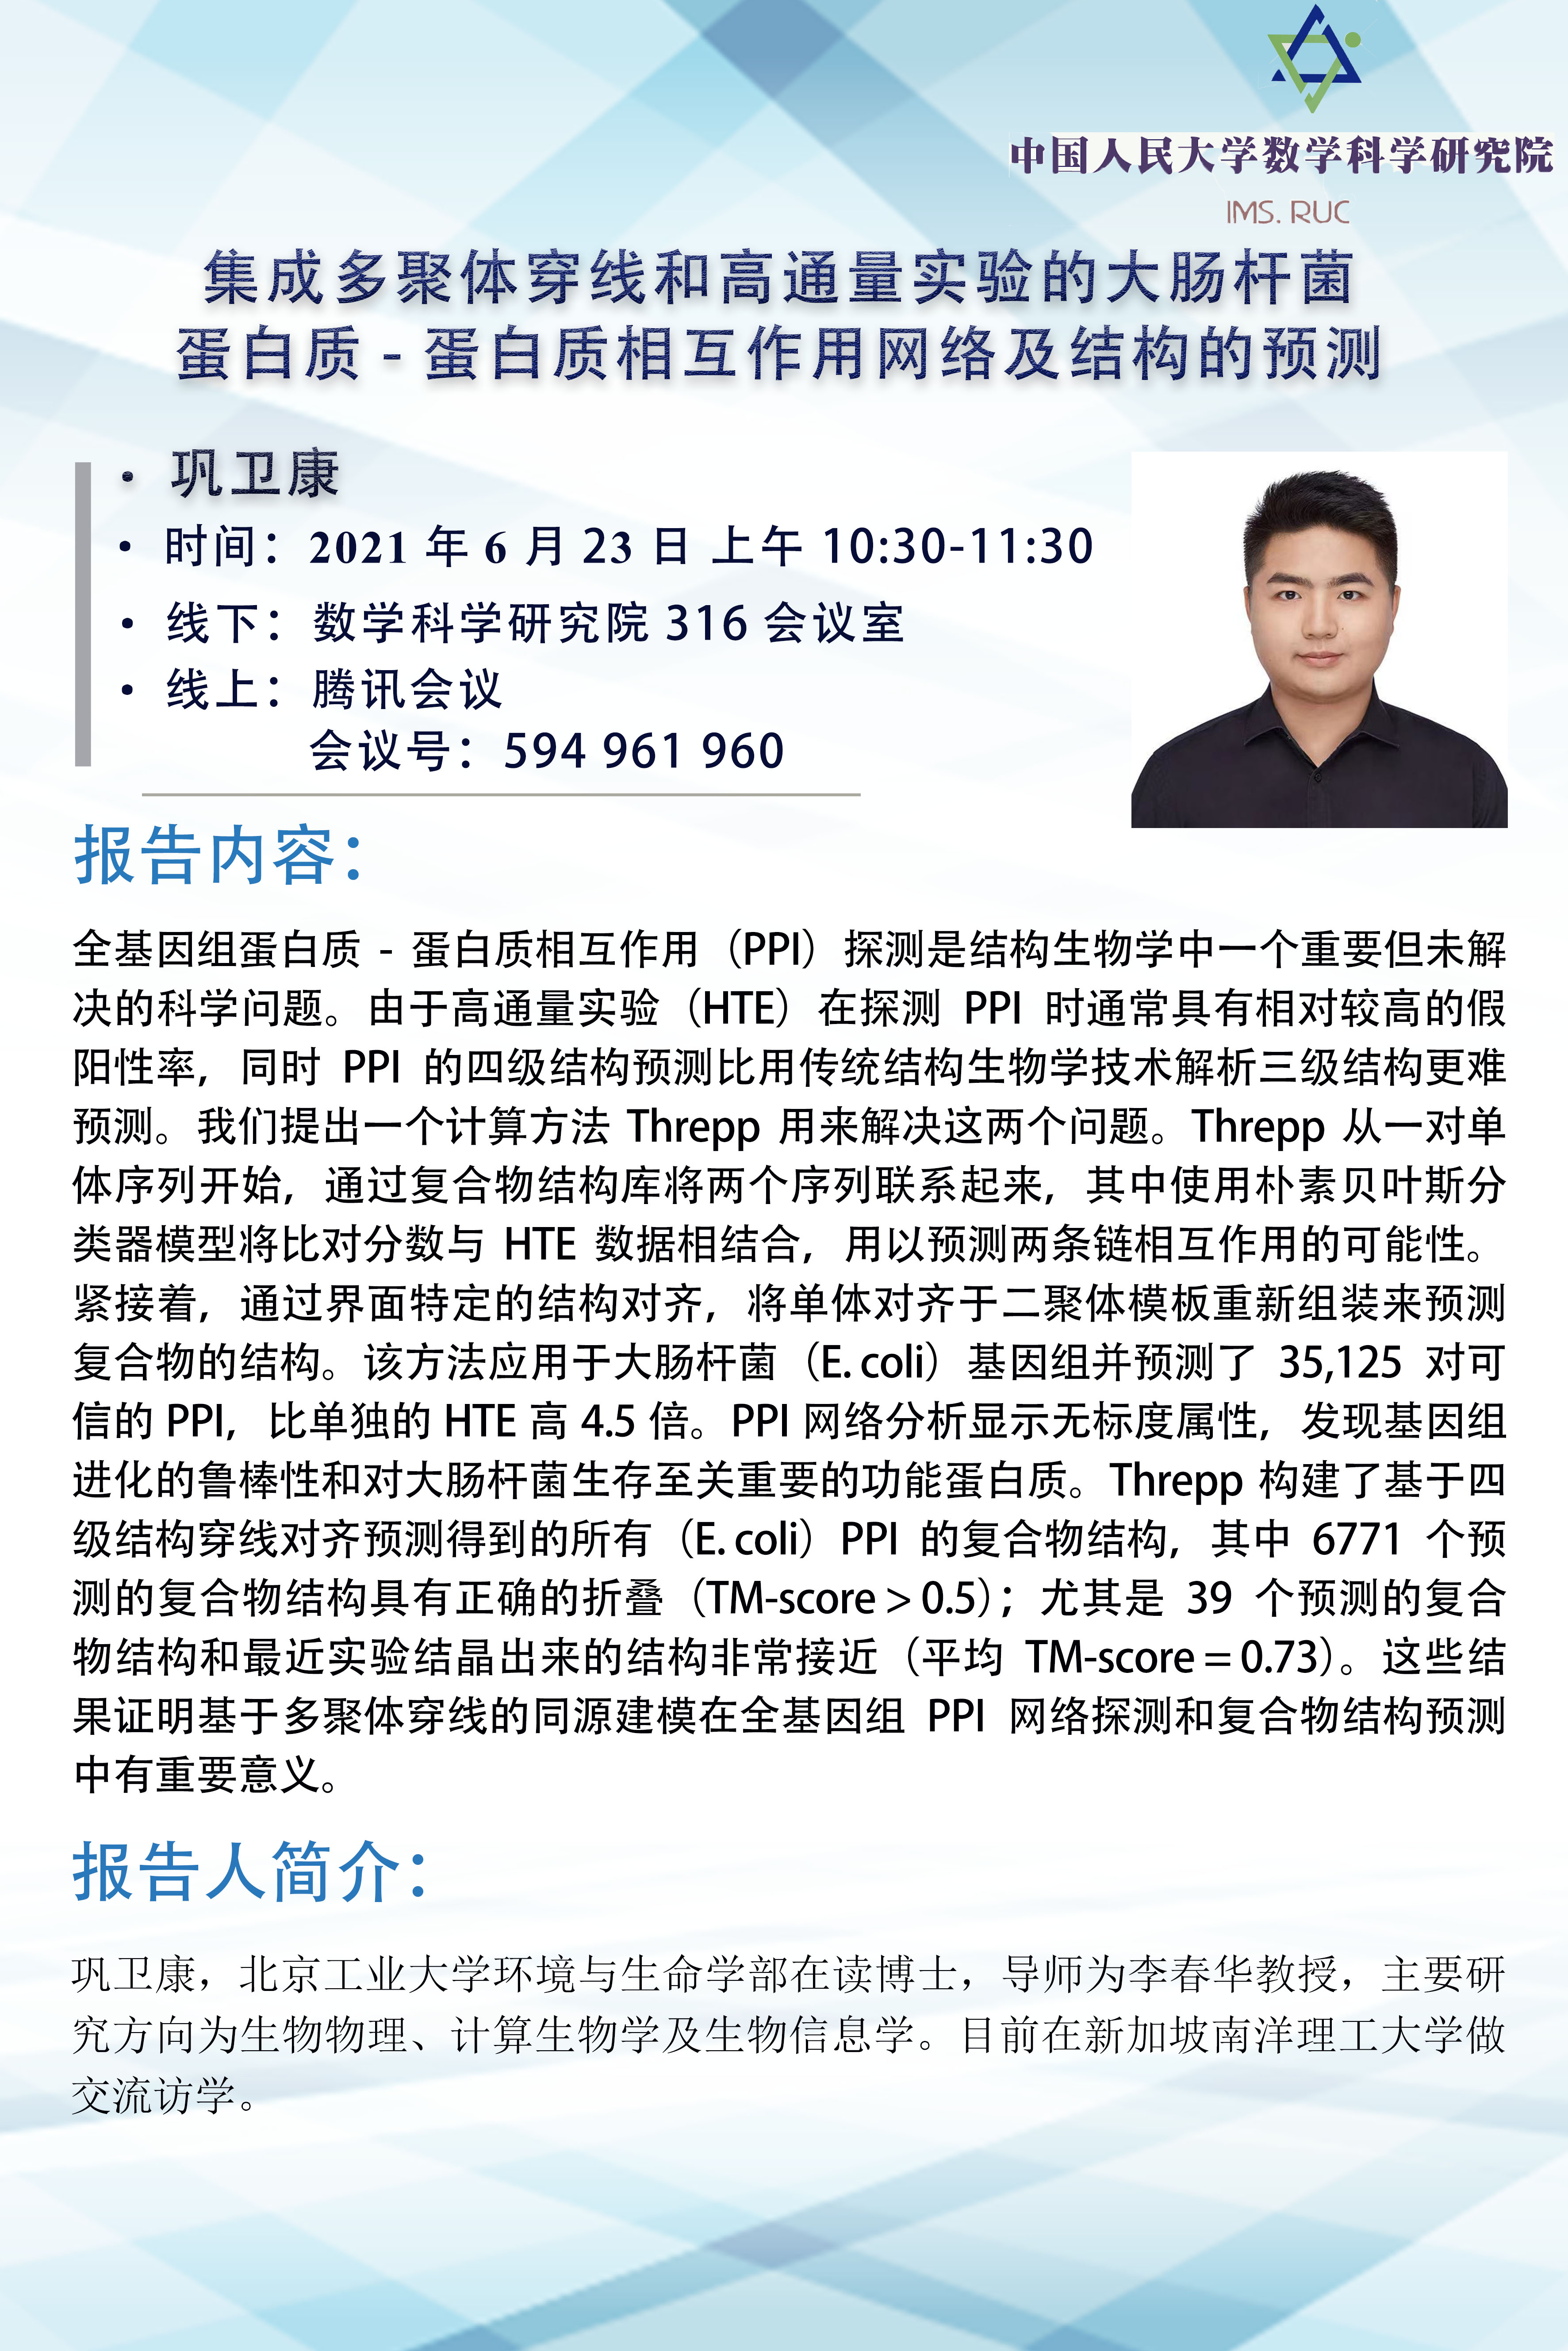 中国人民大学数学科学研究院
IMS. RUC
集成多聚体穿线和高通量实验的大肠杆菌
蛋白质 - 蛋白质相互作用网络及结构的预测
• 巩卫康
• 时间：2021 年 6 月 23 日 上午 10:30-11:30
• 线下：数学科学研究院 316 会议室
• 线上：腾讯会议
会议号：594 961 960
报告内容：
全基因组蛋白质 - 蛋白质相互作用（PPI）探测是结构生物学中一个重要但未解
决的科学问题。由于高通量实验（HTE）在探测 PPI 时通常具有相对较高的假
阳性率，同时 PPI 的四级结构预测比用传统结构生物学技术解析三级结构更难
预测。我们提出一个计算方法 Threpp 用来解决这两个问题。Threpp 从一对单
体序列开始，通过复合物结构库将两个序列联系起来，其中使用朴素贝叶斯分
类器模型将比对分数与 HTE 数据相结合，用以预测两条链相互作用的可能性。
紧接着，通过界面特定的结构对齐，将单体对齐于二聚体模板重新组装来预测
复合物的结构。该方法应用于大肠杆菌（E. coli）基因组并预测了 35,125 对可
信的 PPI，比单独的 HTE 高 4.5 倍。PPI 网络分析显示无标度属性，发现基因组
进化的鲁棒性和对大肠杆菌生存至关重要的功能蛋白质。Threpp 构建了基于四
级结构穿线对齐预测得到的所有（E. coli）PPI 的复合物结构，其中 6771 个预
测的复合物结构具有正确的折叠（TM-score > 0.5）；尤其是 39 个预测的复合
物结构和最近实验结晶出来的结构非常接近（平均 TM-score = 0.73）。这些结
果证明基于多聚体穿线的同源建模在全基因组 PPI 网络探测和复合物结构预测
中有重要意义。
报告人简介：
巩卫康，北京工业大学环境与生命学部在读博士，导师为李春华教授，主要研
究方向为生物物理、计算生物学及生物信息学。目前在新加坡南洋理工大学做
交流访学。